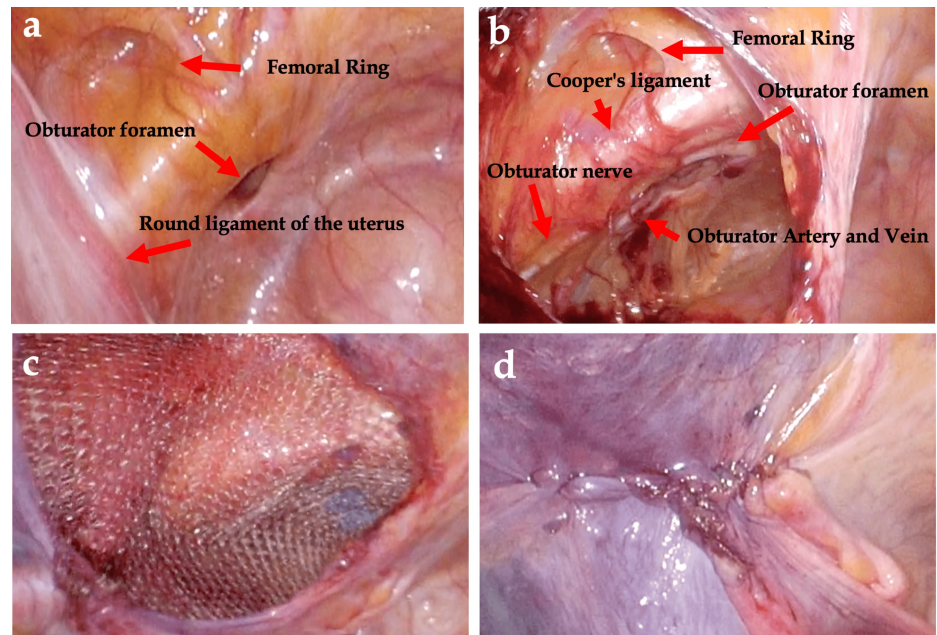 a
Femoral Ring
Obturator foramen
Round ligament of the uterus
b
Femoral Ring
Cooper's ligament
Obturator foramen
Obturator nerve
Obturator Artery and Vein
c
d